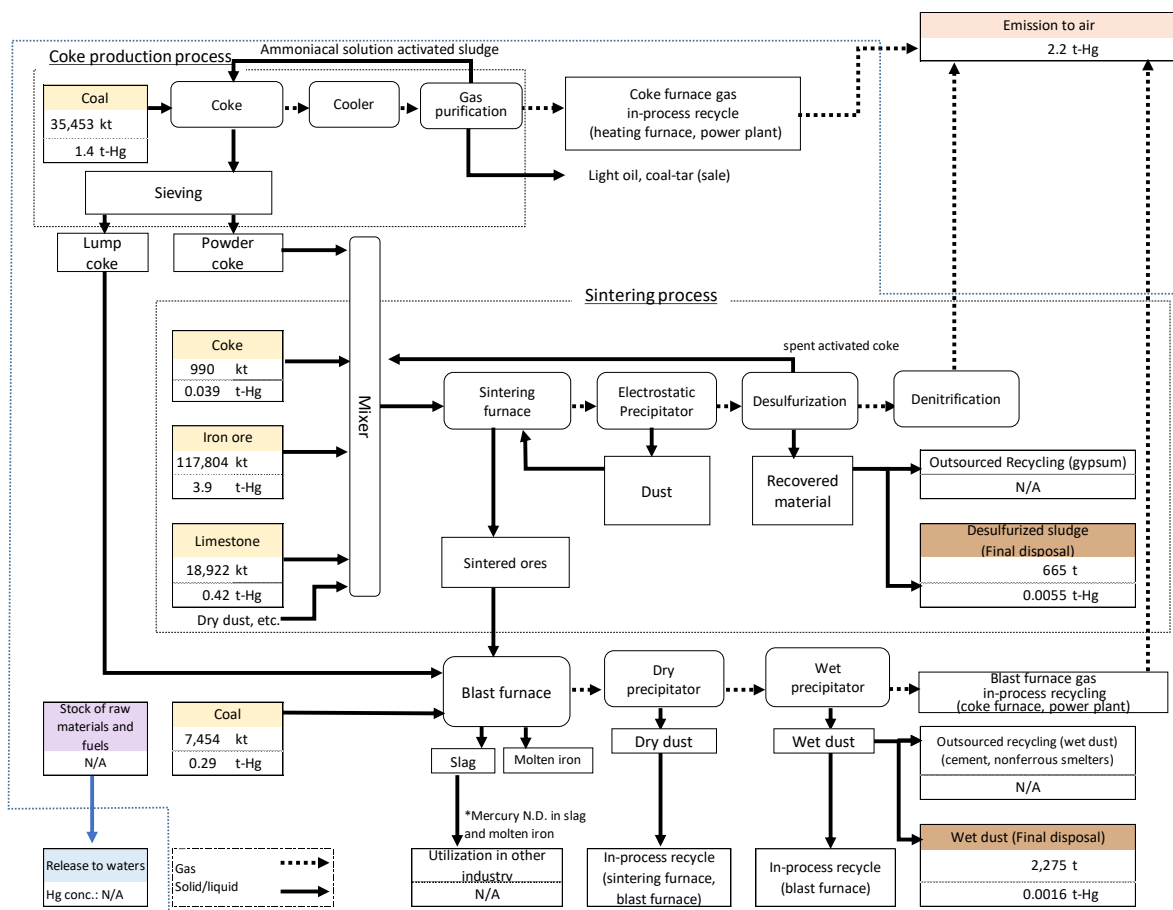 Emission to air
2.2 t-Hg
Coke production process
Ammoniacal solution activated sludge
Coal
35,453 kt
1.4 t-Hg
Coke
Cooler
Gas
purification
Coke furnace gas
in-process recycle
(heating furnace, power plant)
Light oil, coal-tar (sale)
Sieving
Lump
coke
Powder
coke
Mixer
Sintering process
Coke
990 kt
0.039 t-Hg
Iron ore
117,804 kt
3.9 t-Hg
Limestone
18,922 kt
0.42 t-Hg
Dry dust, etc.
spent activated coke
Sintering
furnace
Electrostatic
Precipitator
Desulfurization
Denitrification
Dust
Recovered
material
Outsourced Recycling (gypsum)
N/A
Desulfurized sludge
(Final disposal)
665 t
0.0055 t-Hg
Sintered ores
Blast furnace
Dry
precipitator
Wet
precipitator
Blast furnace gas
in-process recycling
(coke furnace, power plant)
Stock of raw
materials and
fuels
N/A
Coal
7,454 kt
0.29 t-Hg
Slag
Molten iron
Dry dust
Wet dust
Outsourced recycling (wet dust)
(cement, nonferrous smelters)
N/A
*Mercury N.D. in slag
and molten iron
Wet dust (Final disposal)
2,275 t
0.0016 t-Hg
Release to waters
Hg conc.: N/A
Gas
Solid/liquid
Utilization in other
industry
N/A
In-process recycle
(sintering furnace,
blast furnace)
In-process recycle
(blast furnace)